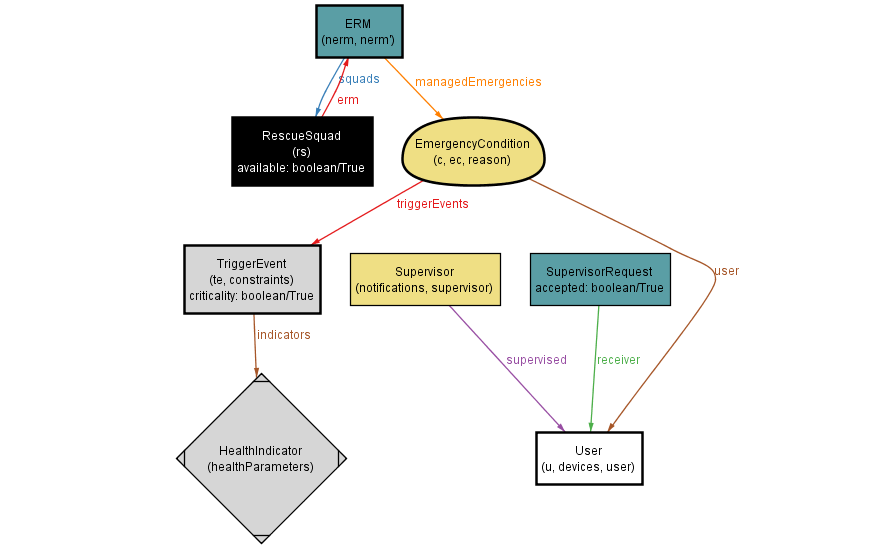 ERM
(nerm, nerm')
squads
managedEmergencies
erm
RescueSquad
(rs)
available: boolean/True
EmergencyCondition
(c, ec, reason)
triggerEvents
TriggerEvent
(te, constraints)
criticality: boolean/True
Supervisor
(notifications, supervisor)
SupervisorRequest
accepted: boolean/True
user
indicators
supervised
receiver
HealthIndicator
(healthParameters)
User
(u, devices, user)